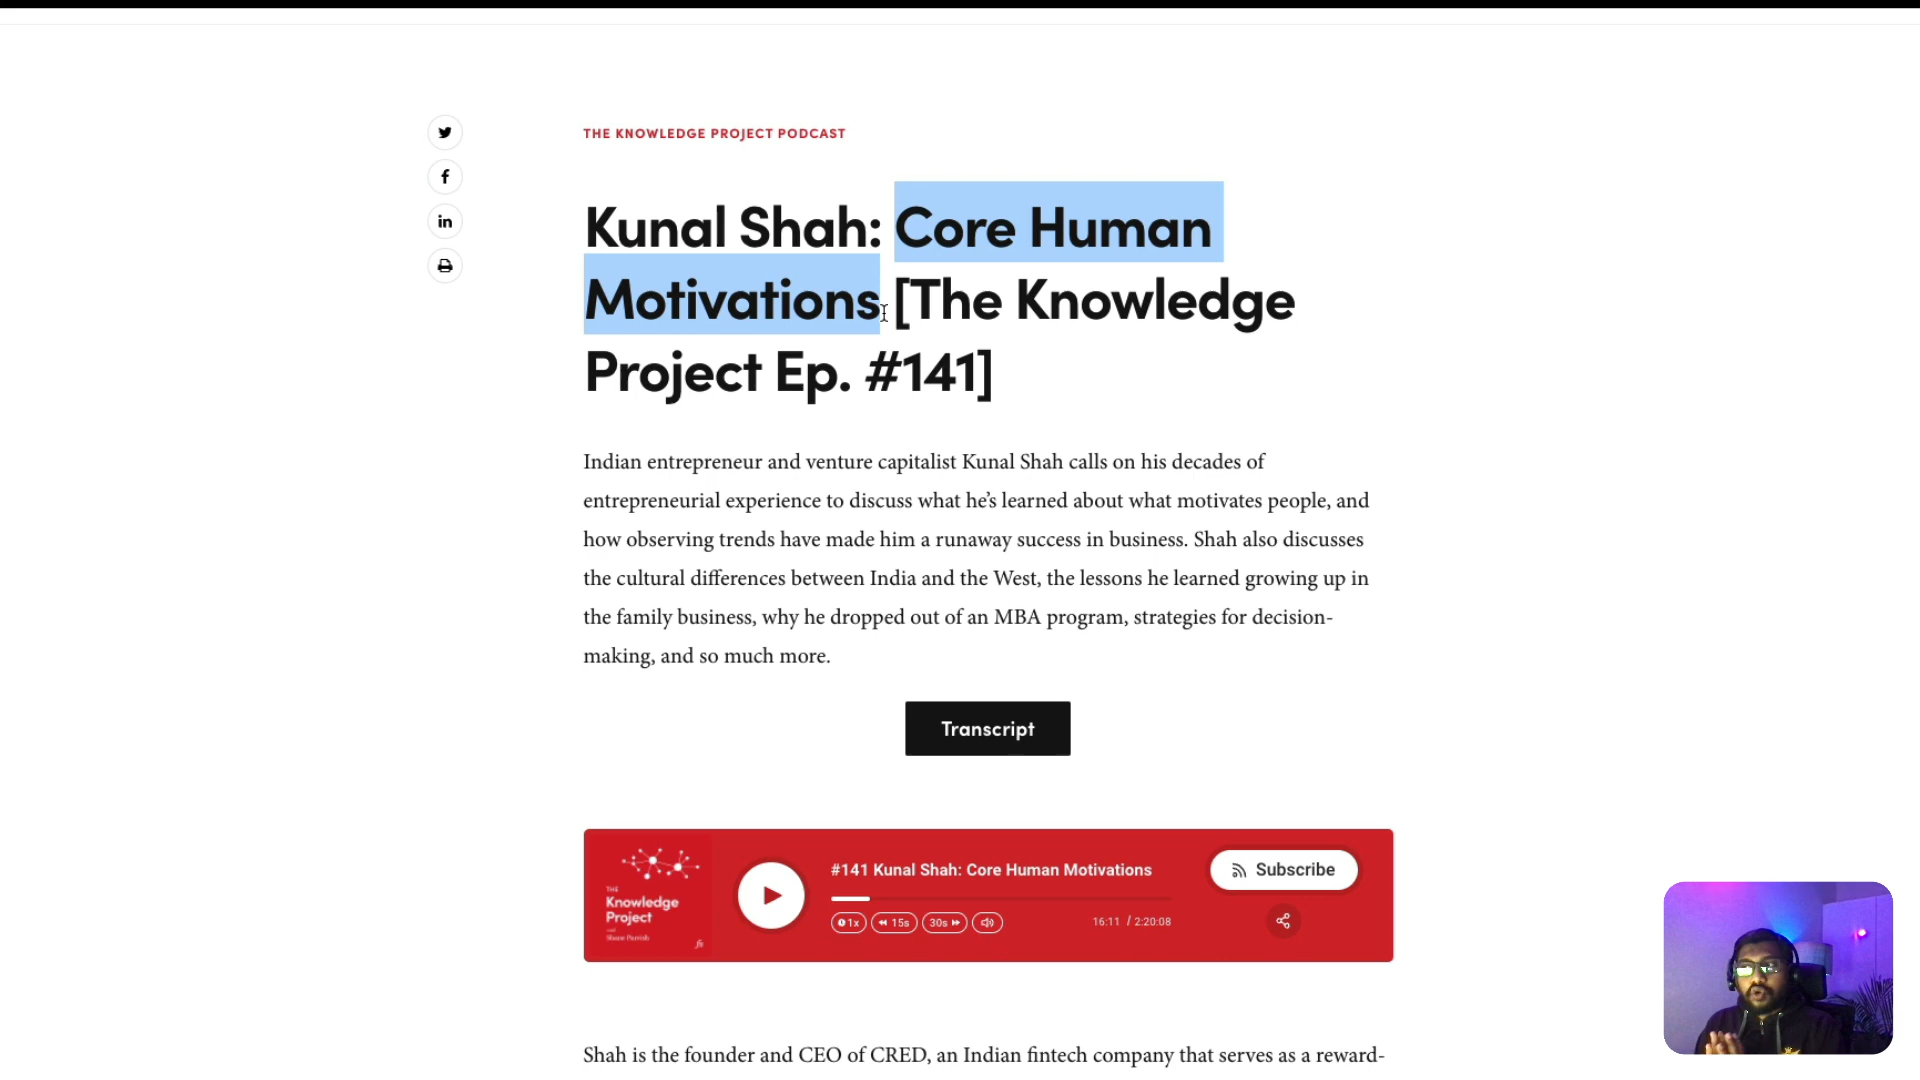 THE KNOWLEDGE PROJECT PODCAST
Kunal Shah: Core Human
Motivations [The Knowledge
Project Ep. #141]
Indian entrepreneur and venture capitalist Kunal Shah calls on his decades of
entrepreneurial experience to discuss what he’s learned about what motivates people, and
how observing trends have made him a runaway success in business. Shah also discusses
the cultural differences between India and the West, the lessons he learned growing up in
the family business, why he dropped out of an MBA program, strategies for decision-
making, and so much more.
Transcript
THE
Knowledge
Project
with
Shane Parrish
fs
#141 Kunal Shah: Core Human Motivations
1x
15s
30s
16:11 / 2:20:08
Subscribe
Shah is the founder and CEO of CRED, an Indian fintech company that serves as a reward-